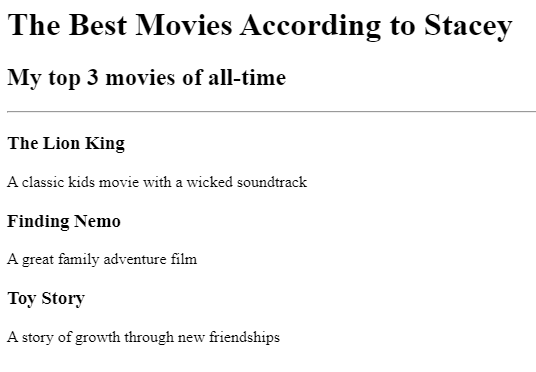 The Best Movies According to Stacey
My top 3 movies of all-time
The Lion King
A classic kids movie with a wicked soundtrack
Finding Nemo
A great family adventure film
Toy Story
A story of growth through new friendships